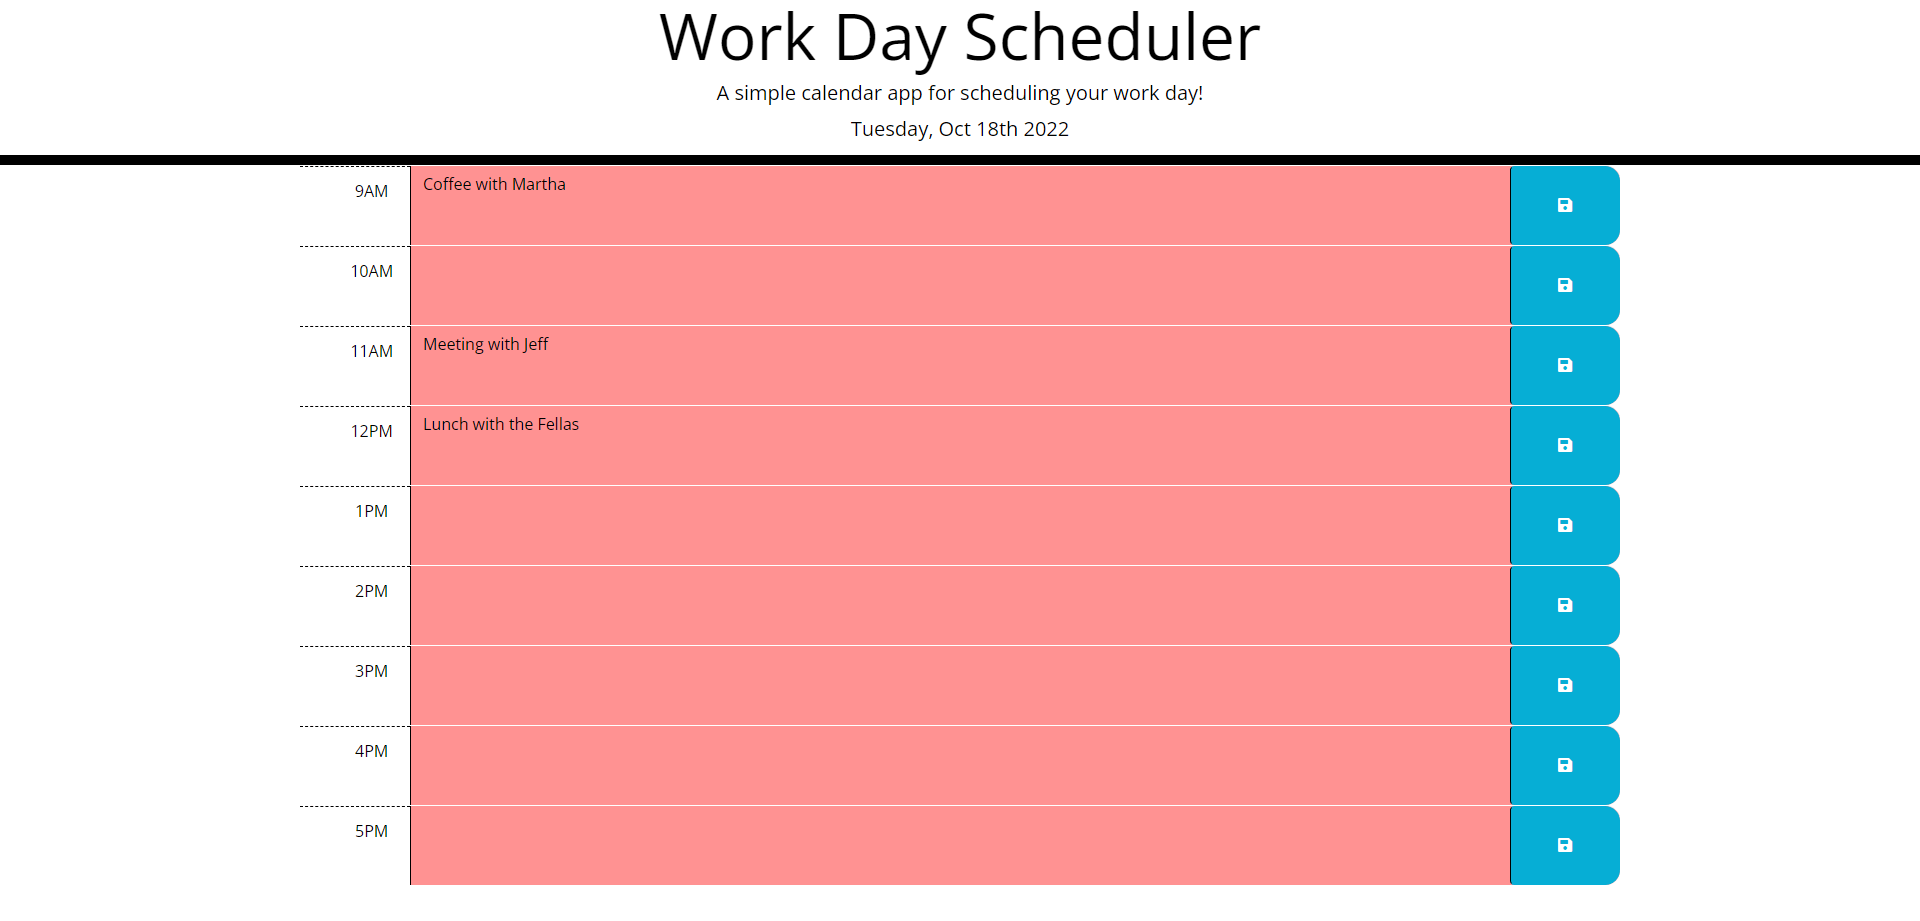 Work Day Scheduler
A simple calendar app for scheduling your work day!
Tuesday, Oct 18th 2022
9AM Coffee with Martha
10AM
11AM Meeting with Jeff
12PM Lunch with the Fellas
1PM
2PM
3PM
4PM
5PM